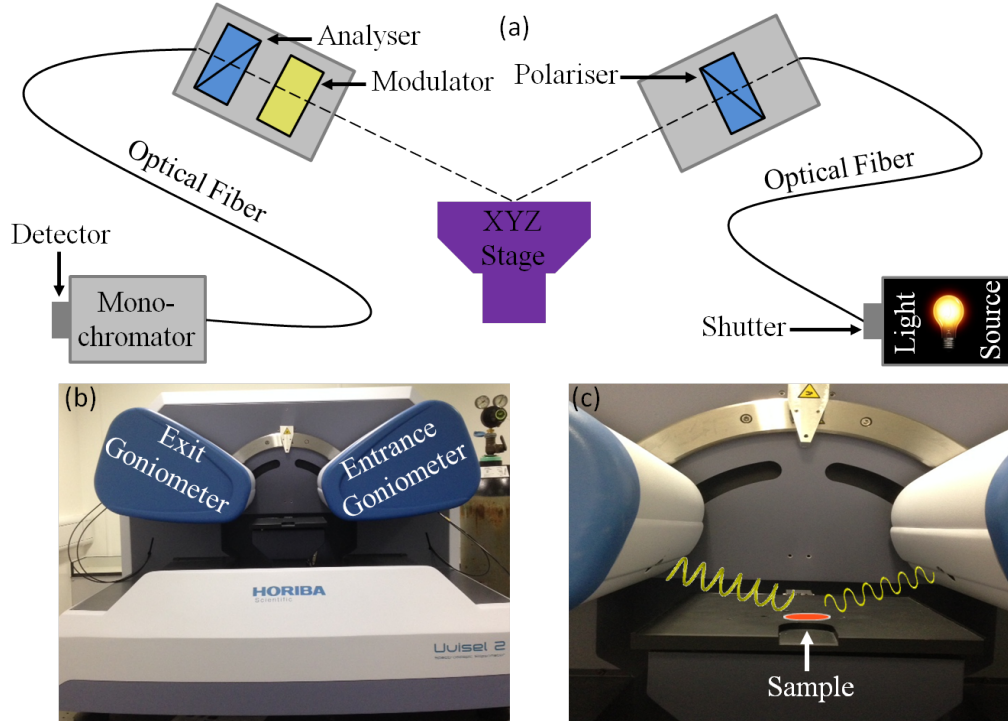 (a)
Analyser
Modulator
Polariser
Optical Fiber
Optical Fiber
XYZ
Stage
Detector
Mono-
chromator
Shutter
Light
Source
(b)
Exit
Goniometer
Entrance
Goniometer
HORIBA
Scientific
Uvisel 2
(c)
Sample